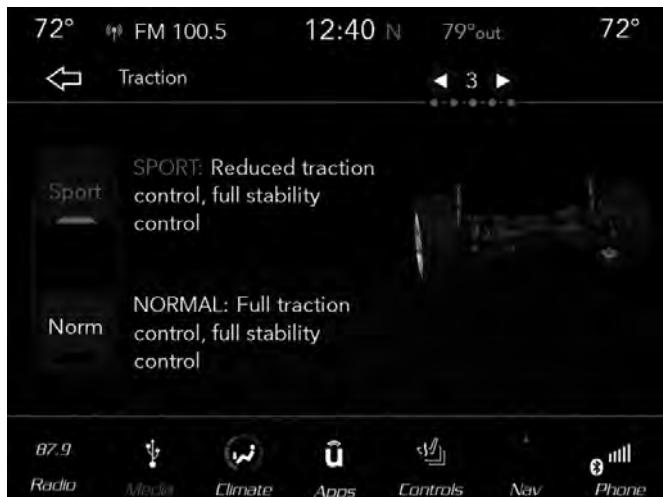 72° FM 100.5 12:40 N 79°out 72°
Traction
3
SPORT: Reduced traction
Sport
control, full stability
control
NORMAL: Full traction
Norm
control, full stability
control
87.9
û
Radio Media Climate Apps Controls Nav Phone